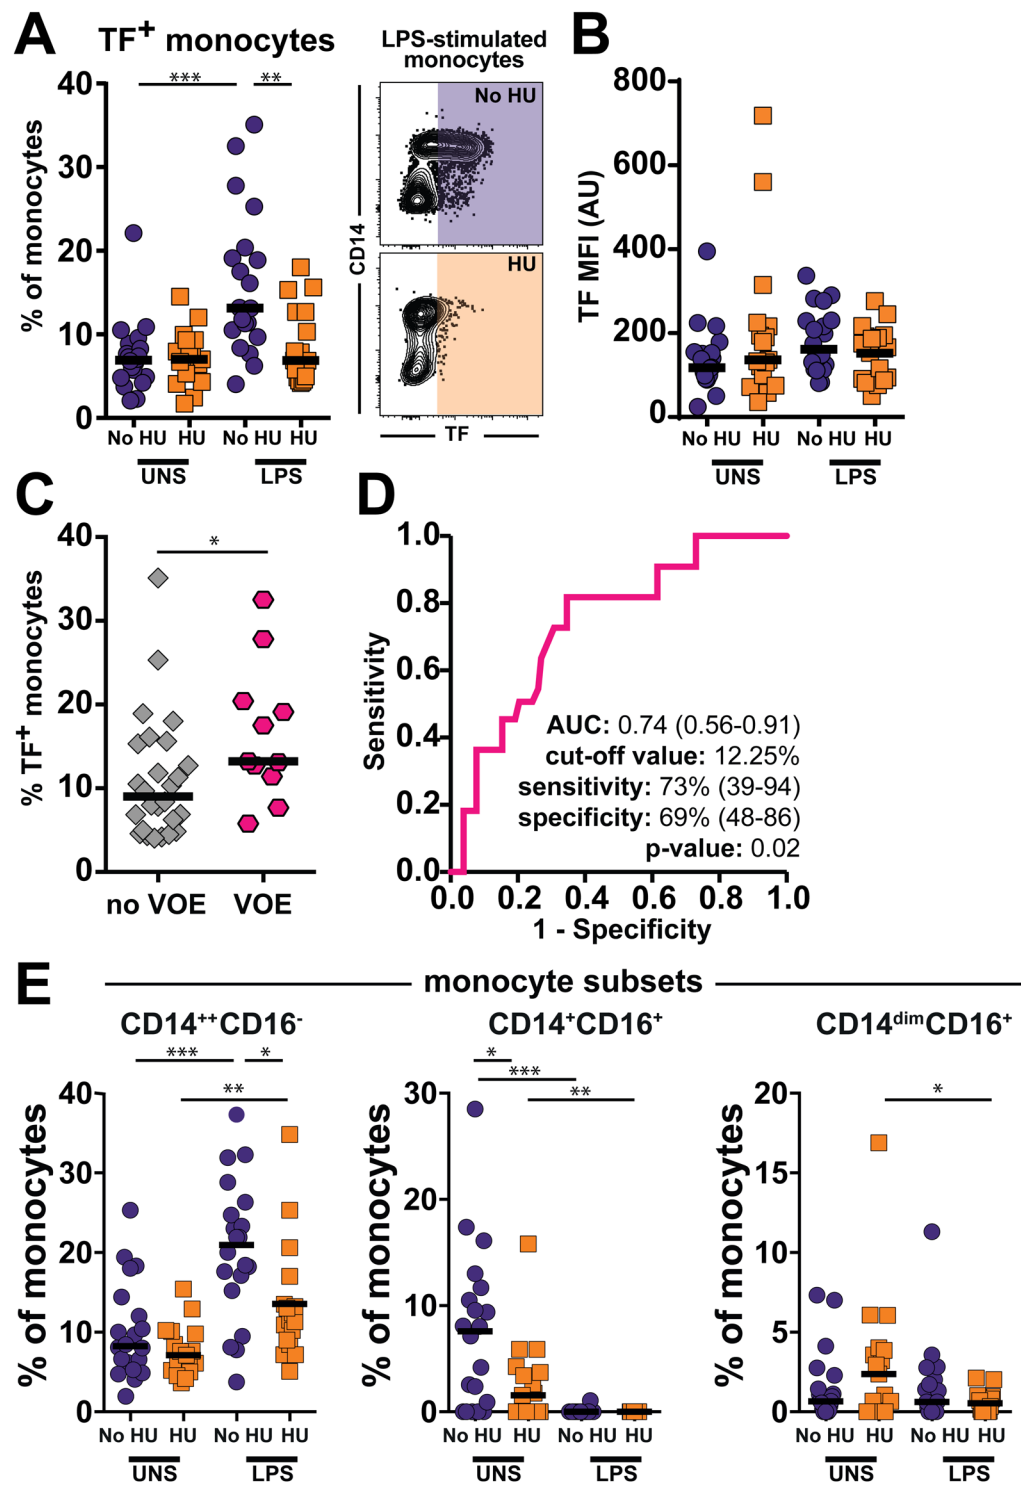 A
TF+ monocytes
% of monocytes
40
30
20
10
0
***
**
No HU
HU
No HU
HU
UNS
LPS
LPS-stimulated
monocytes
No HU
HU
CD14
TF
B
TF MFI (AU)
800
600
400
200
0
No HU
HU
No HU
HU
UNS
LPS
C
% TF+ monocytes
40
30
20
10
0
*
no VOE
VOE
D
Sensitivity
1.0
0.8
0.6
0.4
0.2
0.0
AUC: 0.74 (0.56-0.91)
cut-off value: 12.25%
sensitivity: 73% (39-94)
specificity: 69% (48-86)
p-value: 0.02
0.0 0.2 0.4 0.6 0.8 1.0
1 - Specificity
E
monocyte subsets
CD14++CD16-
***
*
**
% of monocytes
40
30
20
10
0
No HU
HU
No HU
HU
UNS
LPS
CD14+CD16+
*
***
**
% of monocytes
30
20
10
0
No HU
HU
No HU
HU
UNS
LPS
CD14dimCD16+
*
% of monocytes
20
15
10
5
0
No HU
HU
No HU
HU
UNS
LPS